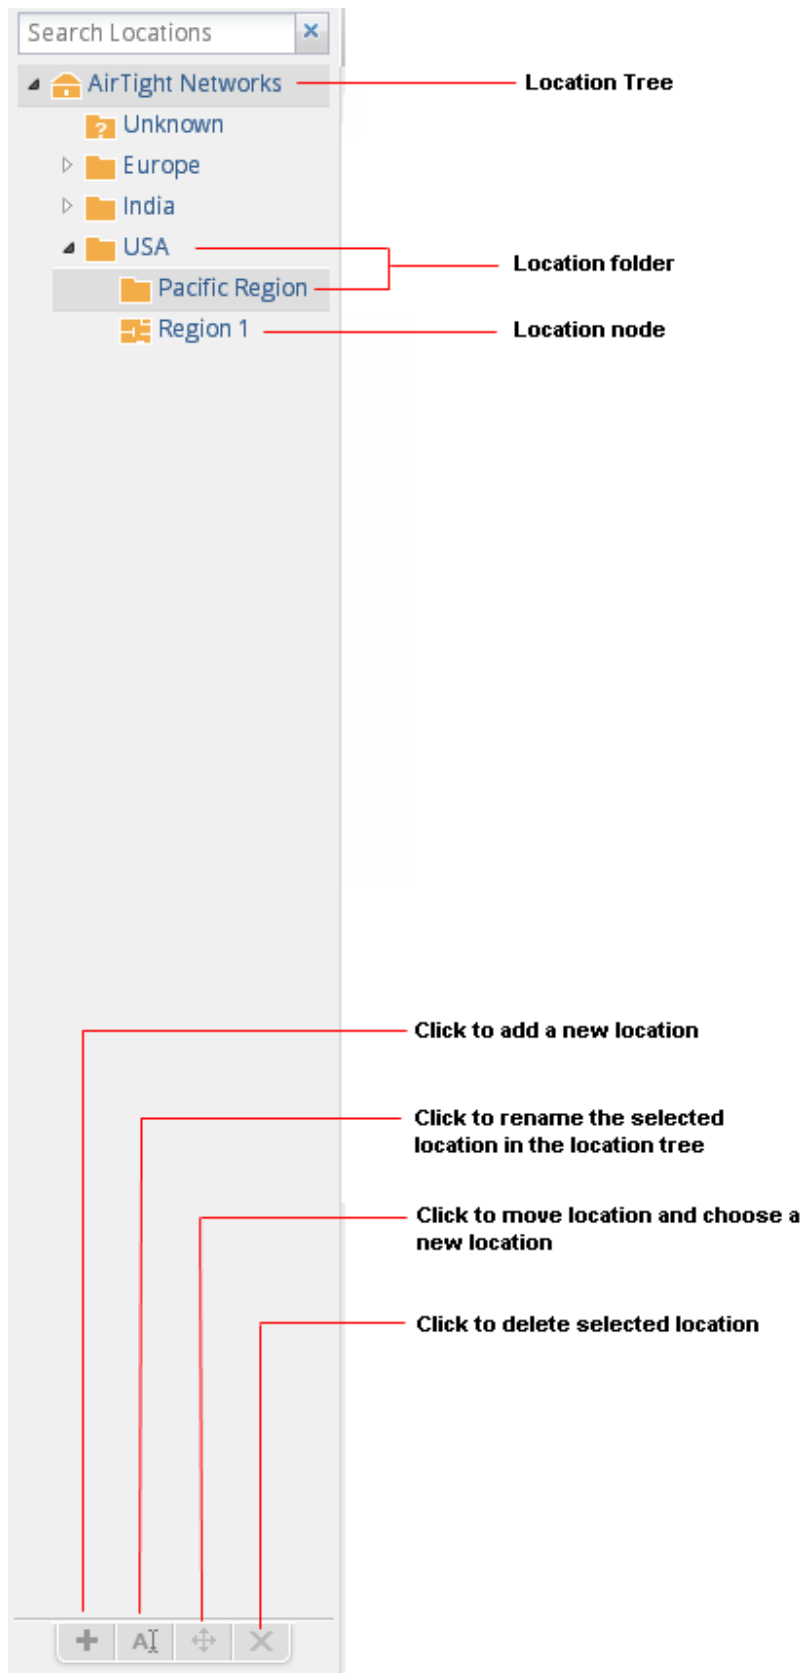 Search Locations
AirTight Networks
Location Tree
Unknown
Europe
India
USA
Location folder
Pacific Region
Region 1
Location node
Click to add a new location
Click to rename the selected
location in the location tree
Click to move location and choose a
new location
Click to delete selected location
A